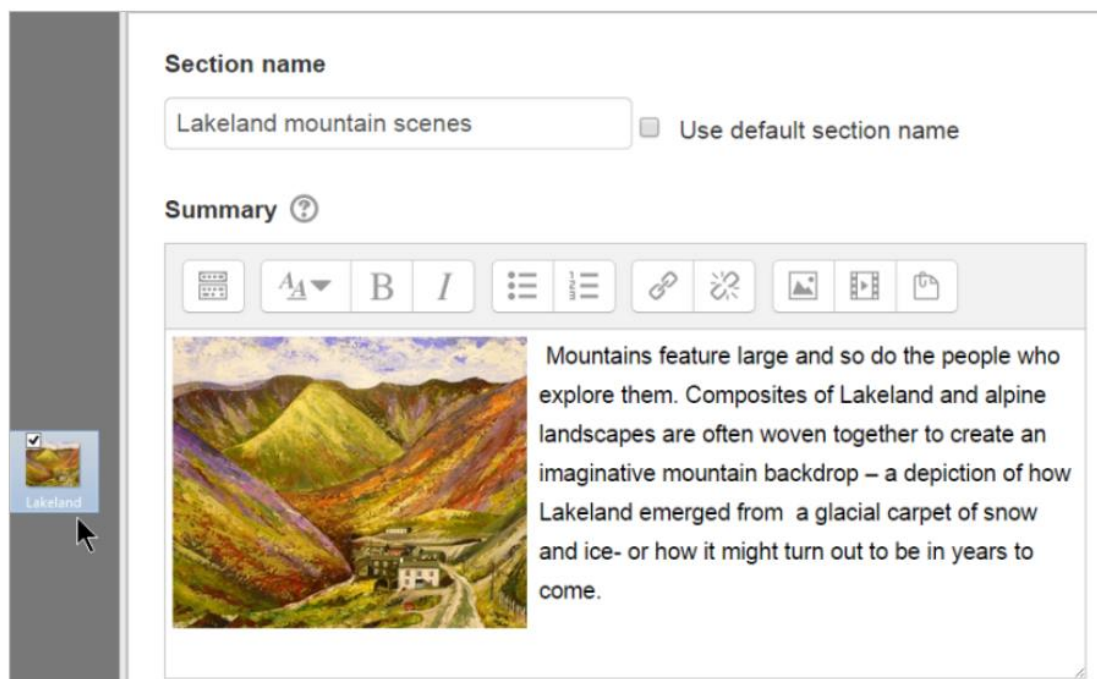 Section name
Lakeland mountain scenes
Use default section name
Summary
Mountains feature large and so do the people who
explore them. Composites of Lakeland and alpine
landscapes are often woven together to create an
imaginative mountain backdrop – a depiction of how
Lakeland emerged from  a glacial carpet of snow
and ice- or how it might turn out to be in years to
come.
Lakeland